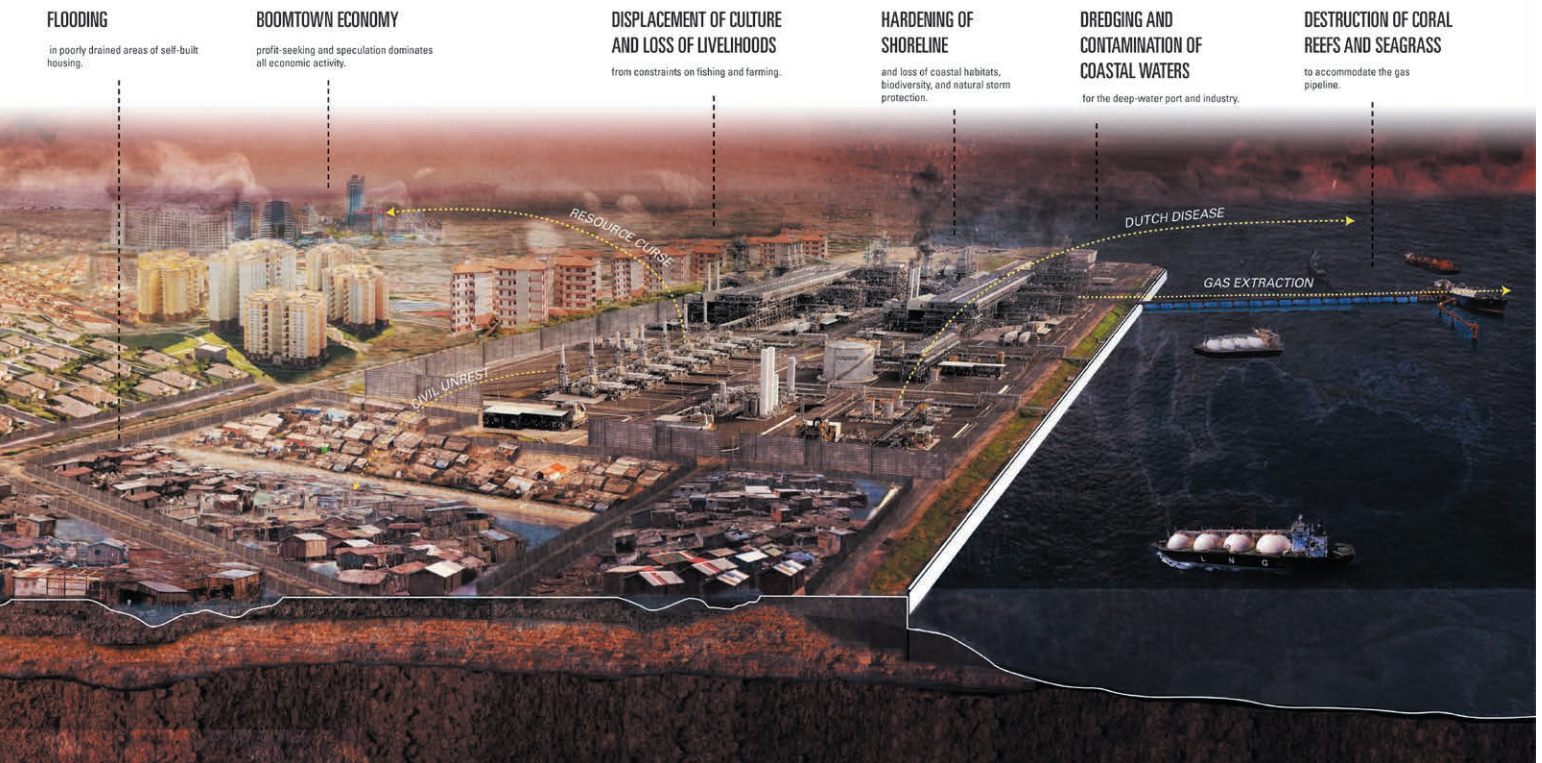 FLOODING
in poorly drained areas of self-built
housing.
BOOMTOWN ECONOMY
profit-seeking and speculation dominates
all economic activity.
DISPLACEMENT OF CULTURE
AND LOSS OF LIVELIHOODS
from constraints on fishing and farming.
HARDENING OF
SHORELINE
and loss of coastal habitats,
biodiversity, and natural storm
protection.
DREDGING AND
CONTAMINATION OF
COASTAL WATERS
for the deep-water port and industry.
DESTRUCTION OF CORAL
REEFS AND SEAGRASS
to accommodate the gas
pipeline.
RESOURCE CURSE
DUTCH DISEASE
GAS EXTRACTION
CIVIL UNREST
L N G